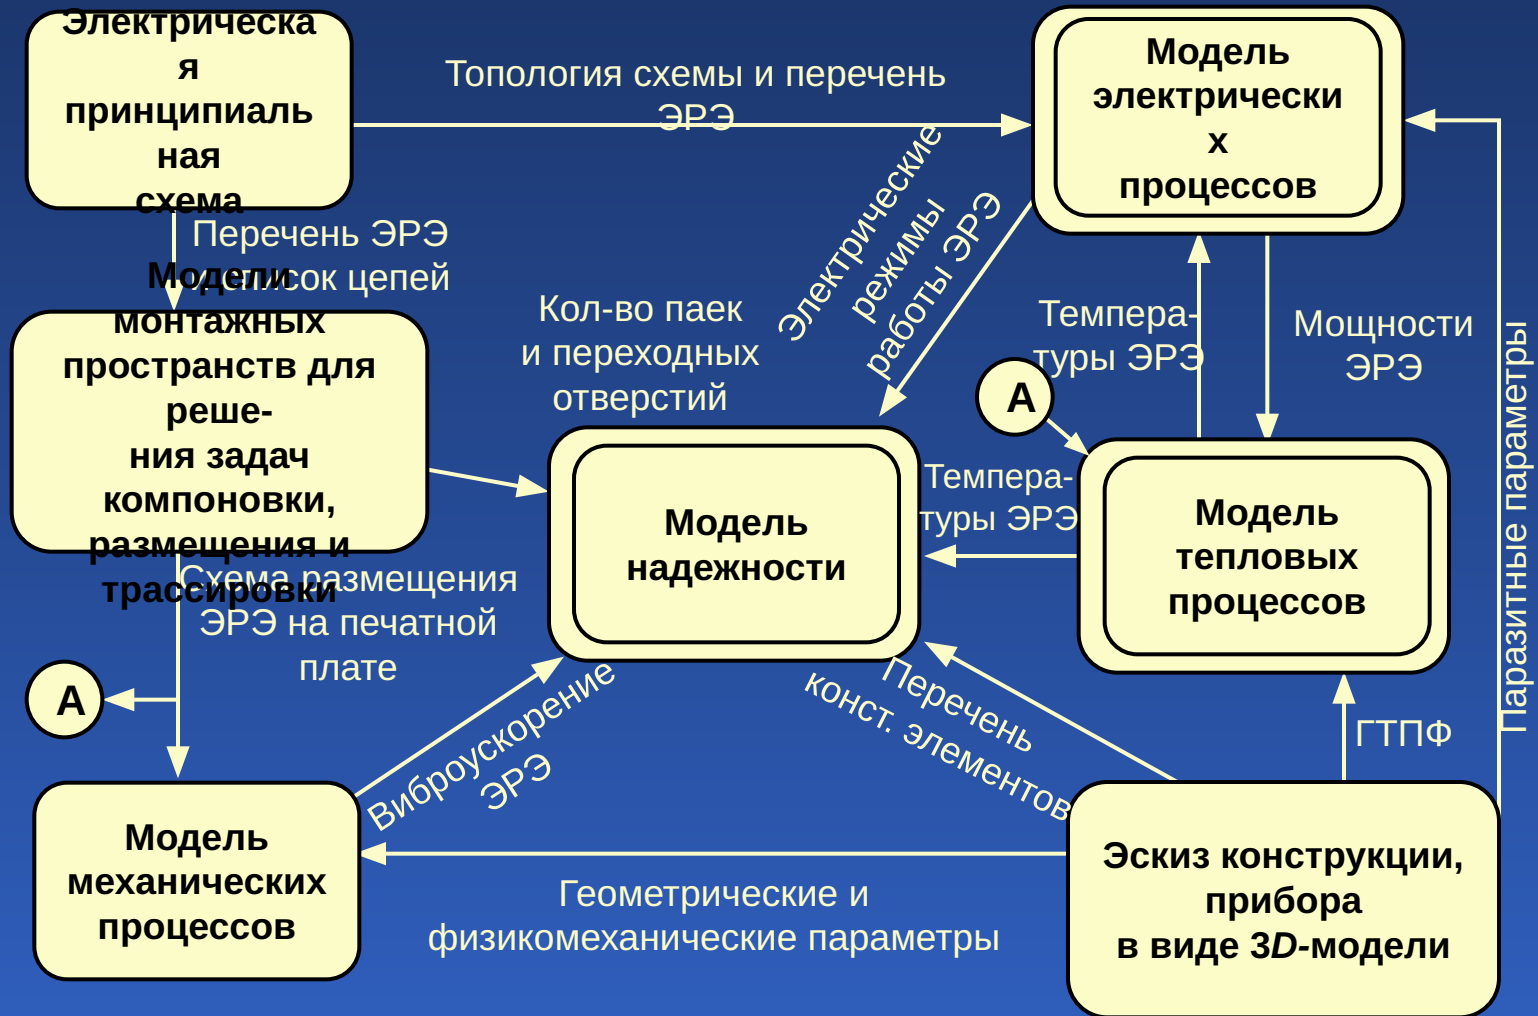 Электрическа
я
принципиаль
ная
схема
Топология схемы и перечень
ЭРЭ
Модель
электрически
х
процессов
Перечень ЭРЭ
и список цепей
Модели
монтажных
пространств для
реше-
ния задач
компоновки,
размещения и
трассировки
Кол-во паек
и переходных
отверстий
Электрические
режимы
работы ЭРЭ
Темпера-
туры ЭРЭ
Мощности
ЭРЭ
Паразитные параметры
А
Темпера-
туры ЭРЭ
Модель
надежности
Модель
тепловых
процессов
Схема размещения
ЭРЭ на печатной
плате
А
Виброускорение
ЭРЭ
Перечень
конст. элементов
ГТПФ
Модель
механических
процессов
Геометрические и
физикомеханические параметры
Эскиз конструкции,
прибора
в виде 3D-модели